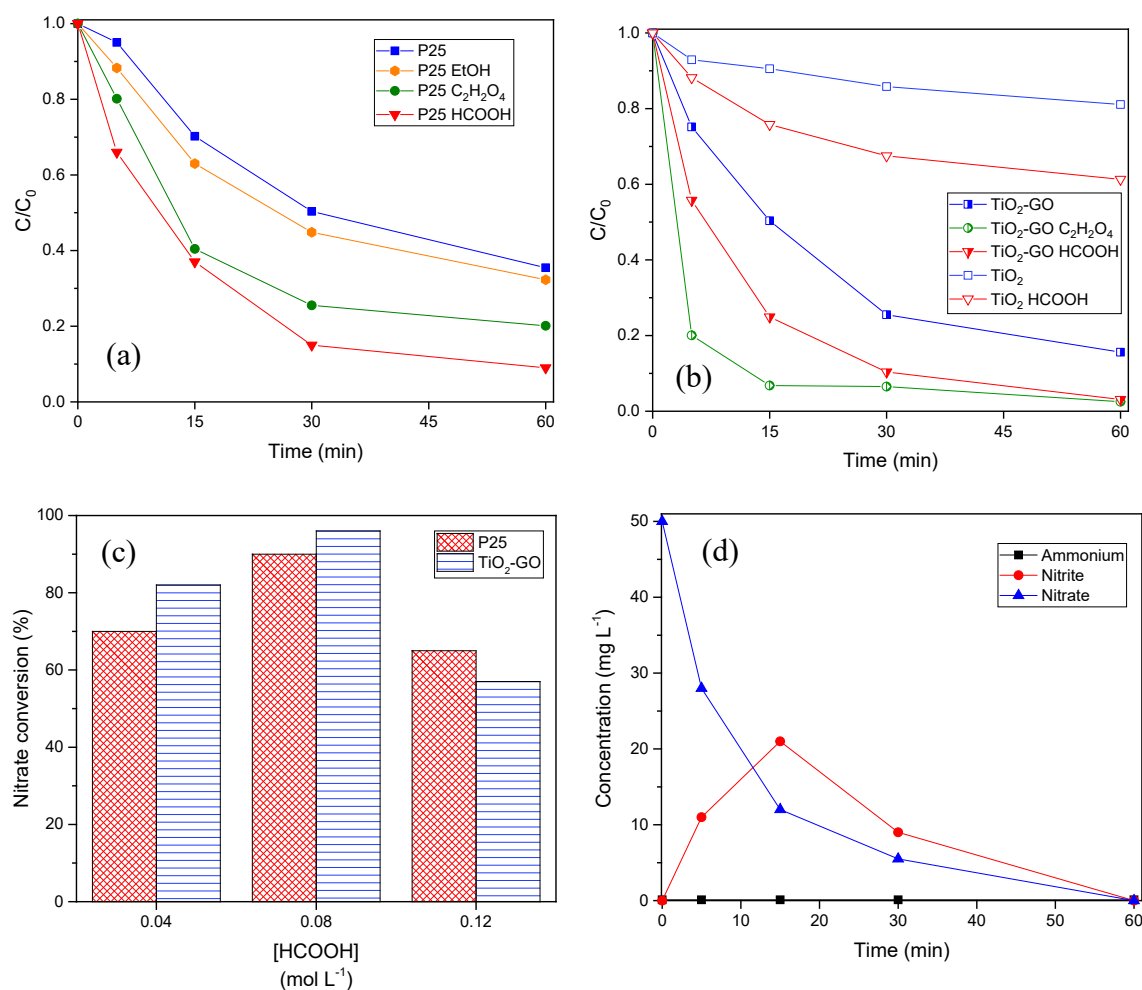 1.0
0.8
0.6
0.4
0.2
0.0
C/C₀
P25
P25 EtOH
P25 C₂H₂O₄
P25 HCOOH
(a)
0 15 30 45 60
Time (min)
1.0
0.8
0.6
0.4
0.2
0.0
C/C₀
TiO₂-GO
TiO₂-GO C₂H₂O₄
TiO₂-GO HCOOH
TiO₂
TiO₂ HCOOH
(b)
0 15 30 45 60
Time (min)
100
80
60
40
20
0
Nitrate conversion (%)
(c)
P25
TiO₂-GO
0.04 0.08 0.12
[HCOOH]
(mol L⁻¹)
50
40
30
20
10
0
Concentration (mg L⁻¹)
(d)
Ammonium
Nitrite
Nitrate
0 10 20 30 40 50 60
Time (min)